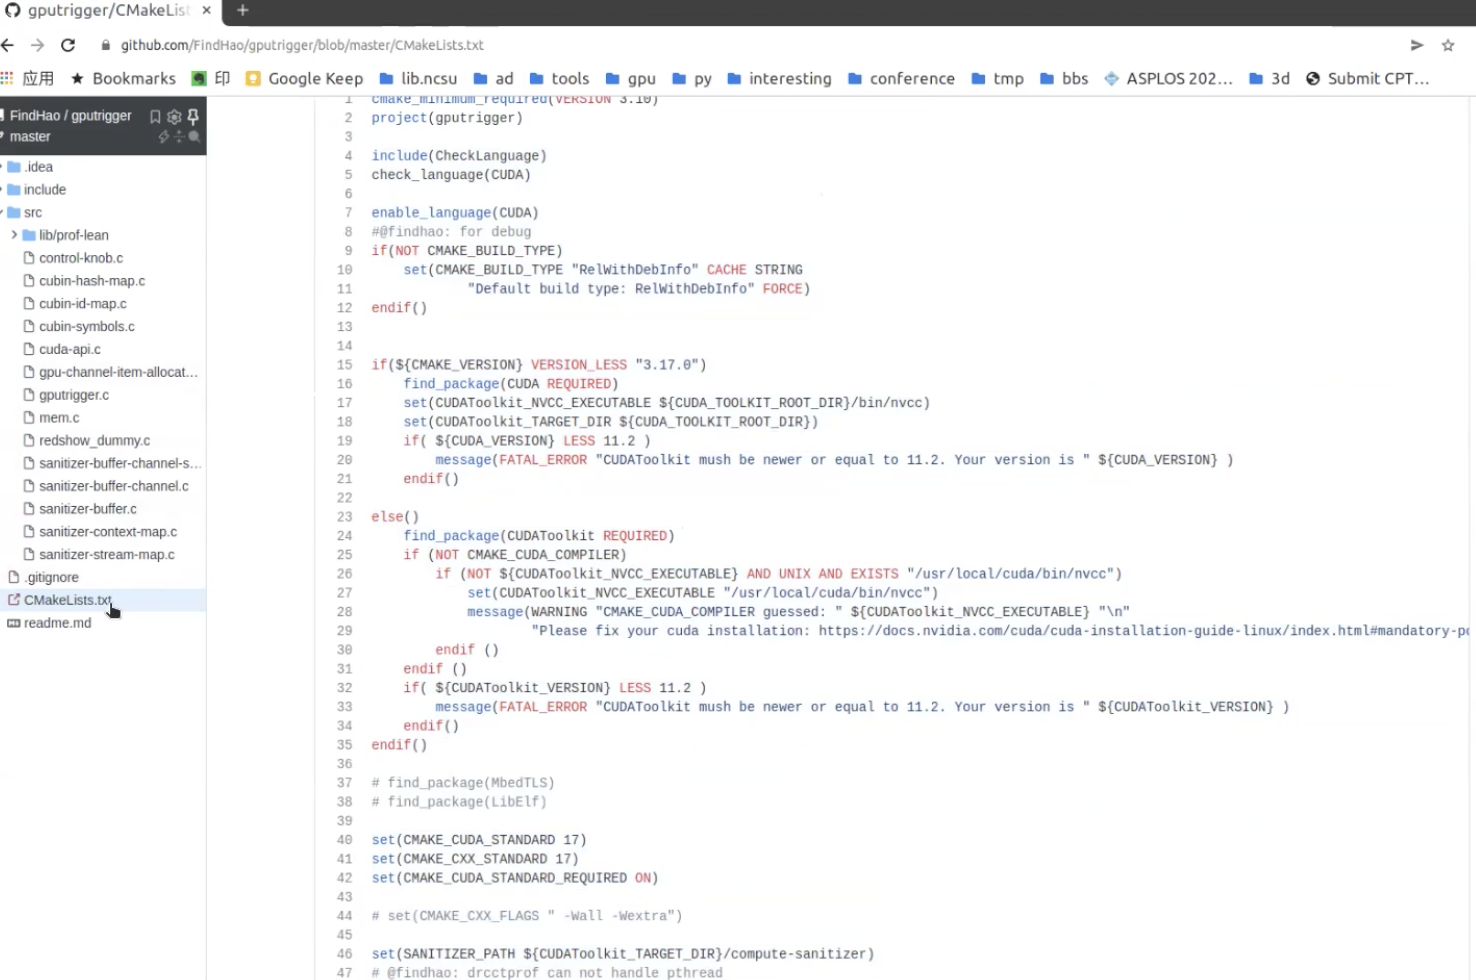 gputrigger/CMakeList
github.com/FindHao/gputrigger/blob/master/CMakeLists.txt
应用 Bookmarks 印 Google Keep lib.ncsu ad tools gpu py interesting conference tmp bbs ASPLOS 202... 3d Submit CPT...
FindHao / gputrigger
master
.idea
include
src
lib/prof-lean
control-knob.c
cubin-hash-map.c
cubin-id-map.c
cubin-symbols.c
cuda-api.c
gpu-channel-item-allocat...
gputrigger.c
mem.c
redshow_dummy.c
sanitizer-buffer-channel-s...
sanitizer-buffer-channel.c
sanitizer-buffer.c
sanitizer-context-map.c
sanitizer-stream-map.c
.gitignore
CMakeLists.txt
readme.md
1 cmake_minimum_required(VERSION 3.10)
2 project(gputrigger)
3
4 include(CheckLanguage)
5 check_language(CUDA)
6
7 enable_language(CUDA)
8 #@findhao: for debug
9 if(NOT CMAKE_BUILD_TYPE)
10 set(CMAKE_BUILD_TYPE "RelWithDebInfo" CACHE STRING
11 "Default build type: RelWithDebInfo" FORCE)
12 endif()
13
14
15 if(${CMAKE_VERSION} VERSION_LESS "3.17.0")
16 find_package(CUDA REQUIRED)
17 set(CUDAToolkit_NVCC_EXECUTABLE ${CUDA_TOOLKIT_ROOT_DIR}/bin/nvcc)
18 set(CUDAToolkit_TARGET_DIR ${CUDA_TOOLKIT_ROOT_DIR})
19 if( ${CUDA_VERSION} LESS 11.2 )
20 message(FATAL_ERROR "CUDAToolkit mush be newer or equal to 11.2. Your version is " ${CUDA_VERSION} )
21 endif()
22
23 else()
24 find_package(CUDAToolkit REQUIRED)
25 if (NOT CMAKE_CUDA_COMPILER)
26 if (NOT ${CUDAToolkit_NVCC_EXECUTABLE} AND UNIX AND EXISTS "/usr/local/cuda/bin/nvcc")
27 set(CUDAToolkit_NVCC_EXECUTABLE "/usr/local/cuda/bin/nvcc")
28 message(WARNING "CMAKE_CUDA_COMPILER guessed: " ${CUDAToolkit_NVCC_EXECUTABLE} "\n"
29 "Please fix your cuda installation: https://docs.nvidia.com/cuda/cuda-installation-guide-linux/index.html#mandatory-po
30 endif ()
31 endif ()
32 if( ${CUDAToolkit_VERSION} LESS 11.2 )
33 message(FATAL_ERROR "CUDAToolkit mush be newer or equal to 11.2. Your version is " ${CUDAToolkit_VERSION} )
34 endif()
35 endif()
36
37 # find_package(MbedTLS)
38 # find_package(LibElf)
39
40 set(CMAKE_CUDA_STANDARD 17)
41 set(CMAKE_CXX_STANDARD 17)
42 set(CMAKE_CUDA_STANDARD_REQUIRED ON)
43
44 # set(CMAKE_CXX_FLAGS " -Wall -Wextra")
45
46 set(SANITIZER_PATH ${CUDAToolkit_TARGET_DIR}/compute-sanitizer)
47 # @findhao: drcctprof can not handle pthread